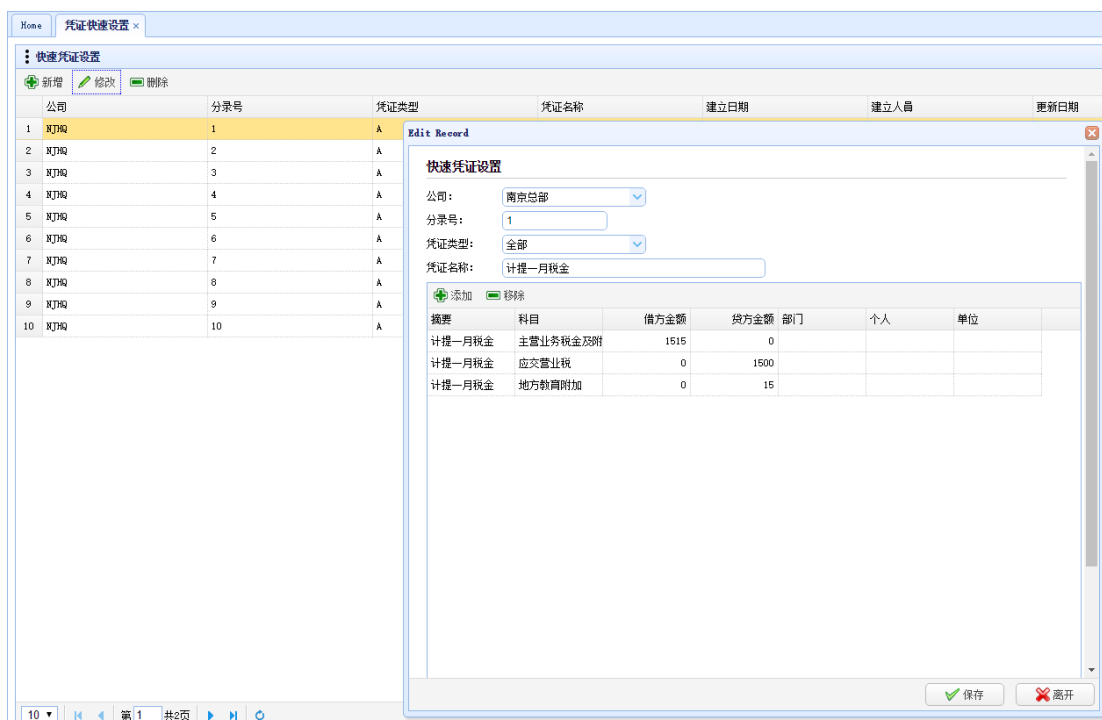 Home 凭证快速设置 ×
快速凭证设置
新增 修改 删除
公司 分录号 凭证类型 凭证名称 建立日期 建立人員 更新日期
1 NJHQ 1 A
2 NJHQ 2 A
3 NJHQ 3 A
4 NJHQ 4 A
5 NJHQ 5 A
6 NJHQ 6 A
7 NJHQ 7 A
8 NJHQ 8 A
9 NJHQ 9 A
10 NJHQ 10
Edit Record
快速凭证设置
公司: 南京总部
分录号: 1
凭证类型: 全部
凭证名称: 计提一月税金
添加 移除
摘要 科目 借方金额 贷方金额 部门 个人 单位
计提一月税金 主营业务税金及附 1515 0
计提一月税金 应交营业税 0 1500
计提一月税金 地方教育附加 0 15
保存 离开
10 第 1 共2页